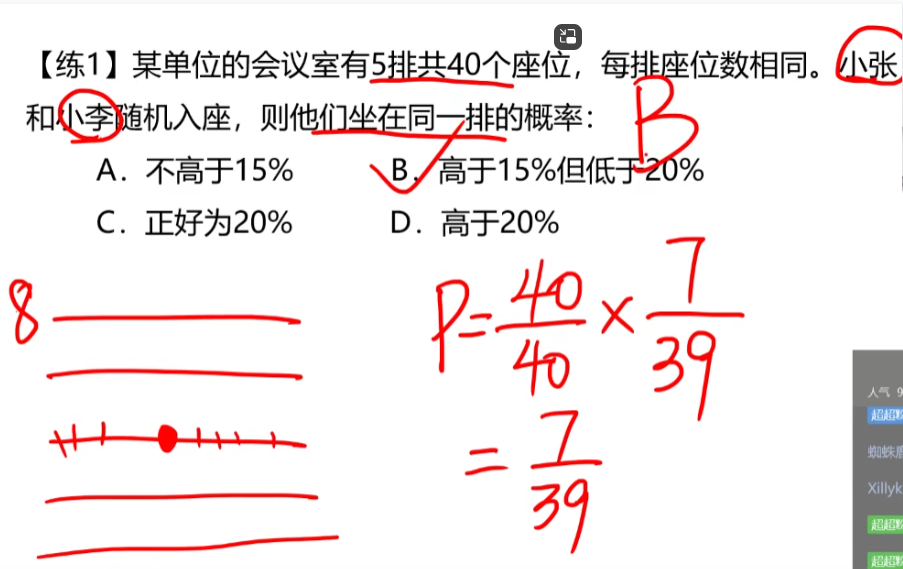 【练1】某单位的会议室有5排共40个座位，每排座位数相同。小张
和小李随机入座，则他们坐在同一排的概率： B
A．不高于15% B．高于15%但低于20%
C．正好为20% D．高于20%
8
P=40/40×7/39
=7/39
人气 9
超超
蜘蛛
Xillyk
超超
超超